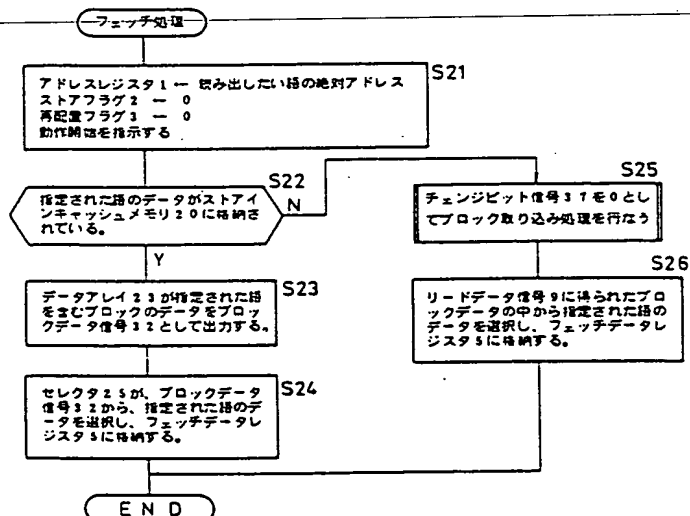 フェッチ処理
S21
アドレスレジスタ1 ← 読み出したい語の絶対アドレス
ストアフラグ2 ← 0
再配置フラグ3 ← 0
動作開始を指示する
S22
指定された語のデータがストアイ
ンキャッシュメモリ20に格納さ
れている。
N
Y
S23
データアレイ23が指定された語
を含むブロックのデータをブロッ
クデータ信号32として出力する。
S24
セレクタ25が、ブロックデータ
信号32から、指定された語のデ
ータを選択し、フェッチデータレ
ジスタ5に格納する。
S25
チェンジビット信号37を0とし
てブロック取り込み処理を行なう
S26
リードデータ信号9に得られたブロ
ックデータの中から指定された語の
データを選択し、フェッチデータレ
ジスタ5に格納する。
END